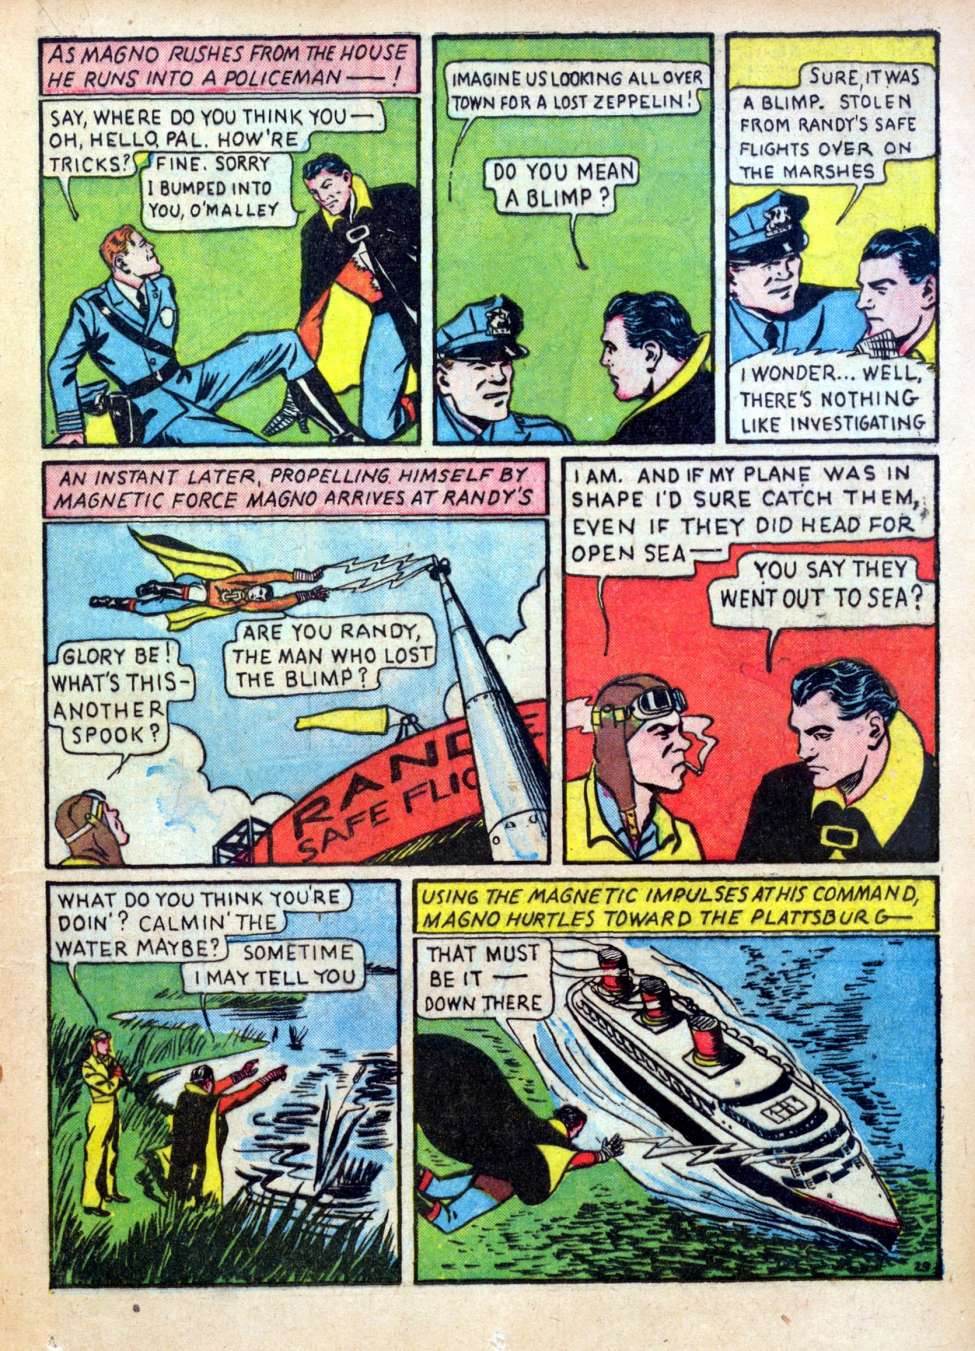 AS MAGNO RUSHES FROM THE HOUSE
HE RUNS INTO A POLICEMAN — !
SAY, WHERE DO YOU THINK YOU —
OH, HELLO, PAL. HOW'RE
TRICKS?
FINE. SORRY
I BUMPED INTO
YOU, O'MALLEY
IMAGINE US LOOKING ALL OVER
TOWN FOR A LOST ZEPPELIN!
DO YOU MEAN
A BLIMP?
SURE, IT WAS
A BLIMP. STOLEN
FROM RANDY'S SAFE
FLIGHTS OVER ON
THE MARSHES
I WONDER... WELL,
THERE'S NOTHING
LIKE INVESTIGATING
AN INSTANT LATER, PROPELLING HIMSELF BY
MAGNETIC FORCE MAGNO ARRIVES AT RANDY'S
GLORY BE!
WHAT'S THIS-
ANOTHER
SPOOK?
ARE YOU RANDY,
THE MAN WHO LOST
THE BLIMP?
RANDY
SAFE FLIG
I AM. AND IF MY PLANE WAS IN
SHAPE I'D SURE CATCH THEM,
EVEN IF THEY DID HEAD FOR
OPEN SEA —
YOU SAY THEY
WENT OUT TO SEA?
WHAT DO YOU THINK YOU'RE
DOIN'? CALMIN' THE
WATER MAYBE?
SOMETIME
I MAY TELL YOU
USING THE MAGNETIC IMPULSES AT HIS COMMAND,
MAGNO HURTLES TOWARD THE PLATTSBURG —
THAT MUST
BE IT —
DOWN THERE
29